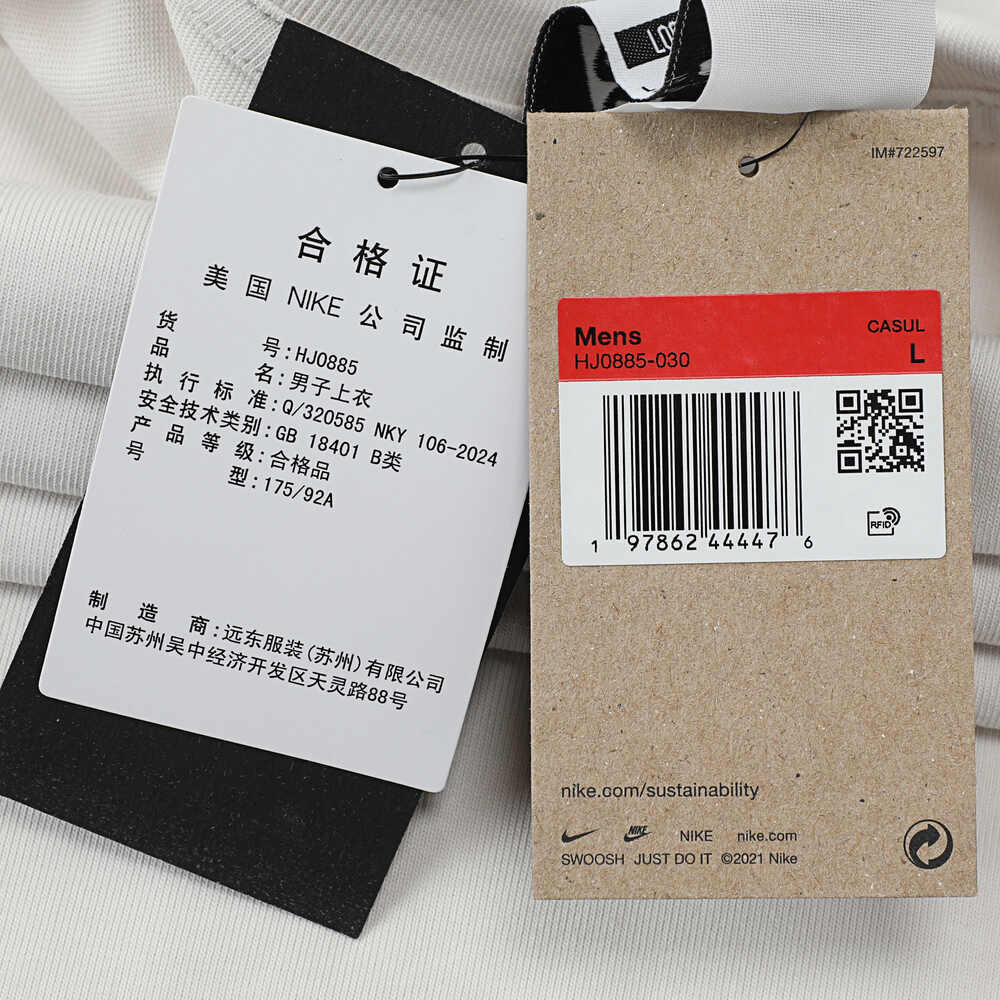 合格证
美国 NIKE 公司监制
货 号:HJ0885
品 名:男子上衣
执行标准:Q/320585 NKY 106-2024
安全技术类别:GB 18401 B类
产品等级:合格品
号 型:175/92A
制 造 商:远东服装(苏州)有限公司
中国苏州吴中经济开发区天灵路88号
IM#722597
Mens
HJ0885-030
CASUL
L
1 97862 44447 6
RFID
nike.com/sustainability
NIKE NIKE nike.com
SWOOSH JUST DO IT ©2021 Nike